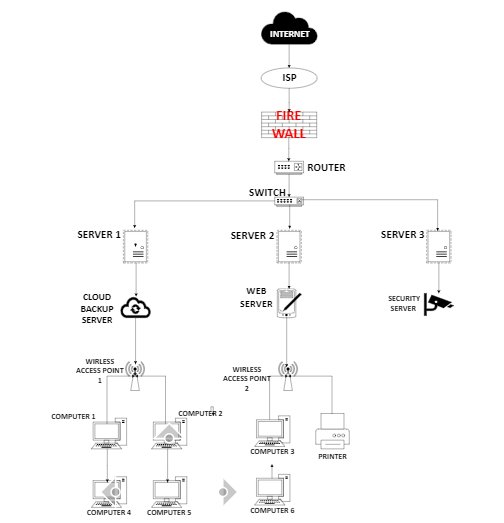 INTERNET
ISP
FIRE
WALL
ROUTER
SWITCH
SERVER 1
SERVER 2
SERVER 3
CLOUD
BACKUP
SERVER
WEB
SERVER
SECURITY
SERVER
WIRLESS
ACCESS POINT
1
WIRLESS
ACCESS POINT
2
COMPUTER 1
COMPUTER 2
COMPUTER 3
PRINTER
COMPUTER 4
COMPUTER 5
COMPUTER 6